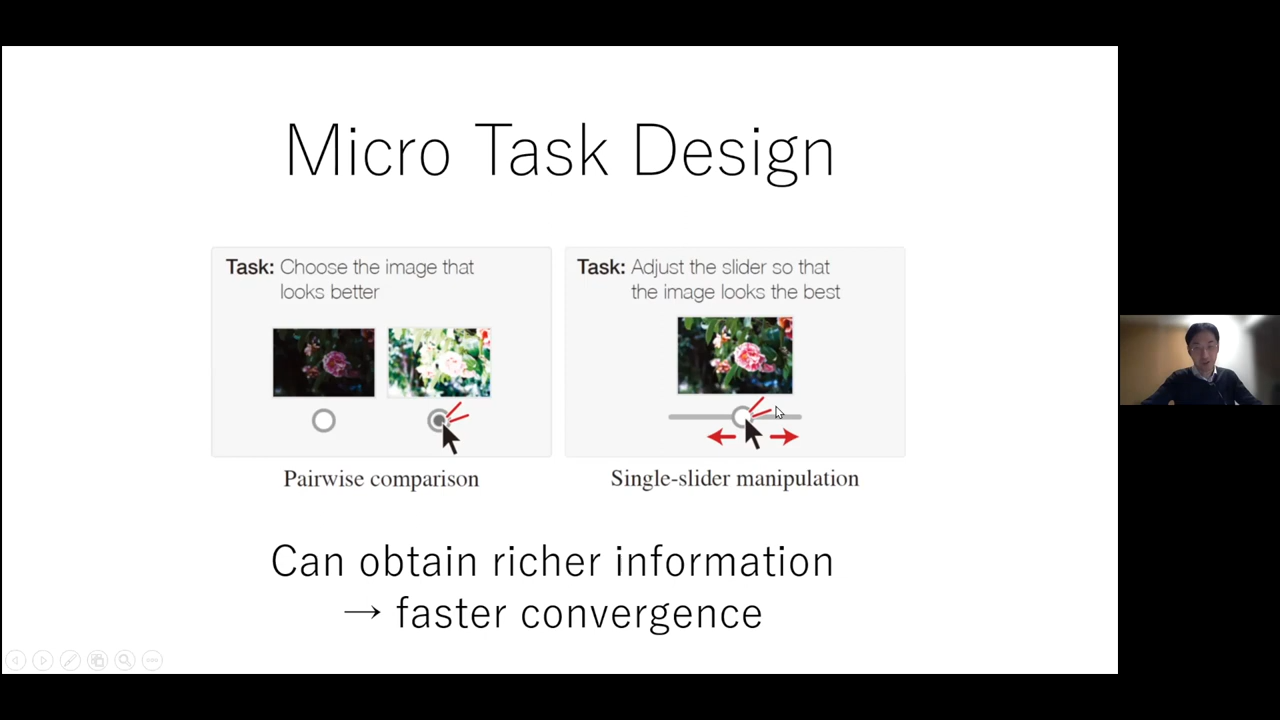 Micro Task Design
Task: Choose the image that
looks better
Pairwise comparison
Task: Adjust the slider so that
the image looks the best
Single-slider manipulation
Can obtain richer information
→ faster convergence